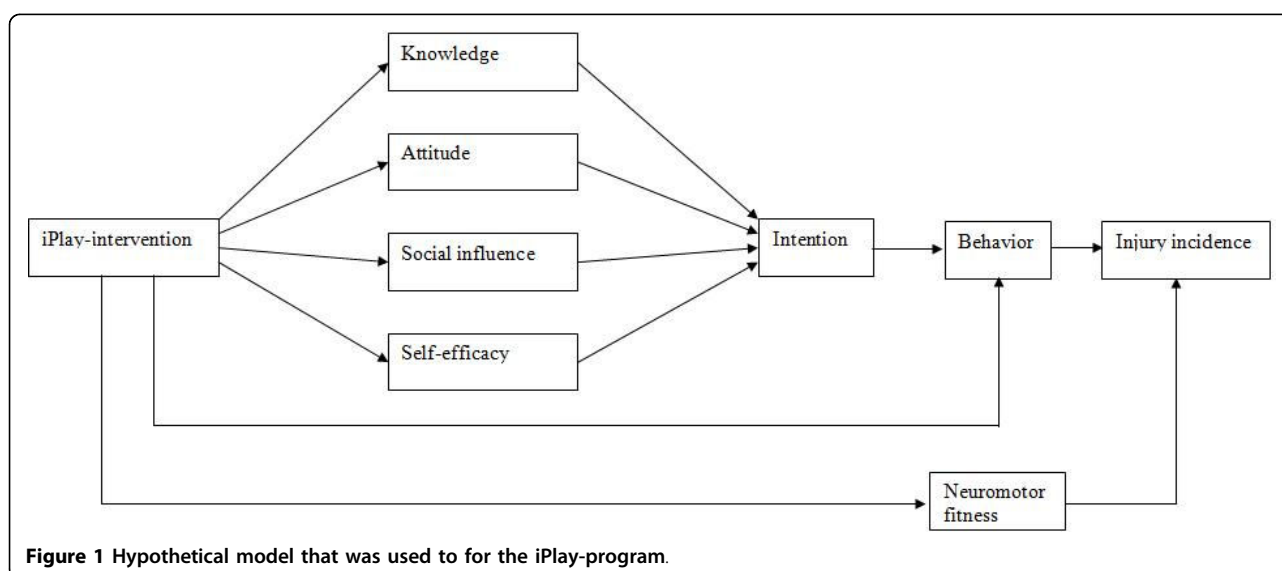 Knowledge
Attitude
iPlay-intervention
Social influence
Intention
Behavior
Injury incidence
Self-efficacy
Neuromotor
fitness
Figure 1 Hypothetical model that was used to for the iPlay-program.